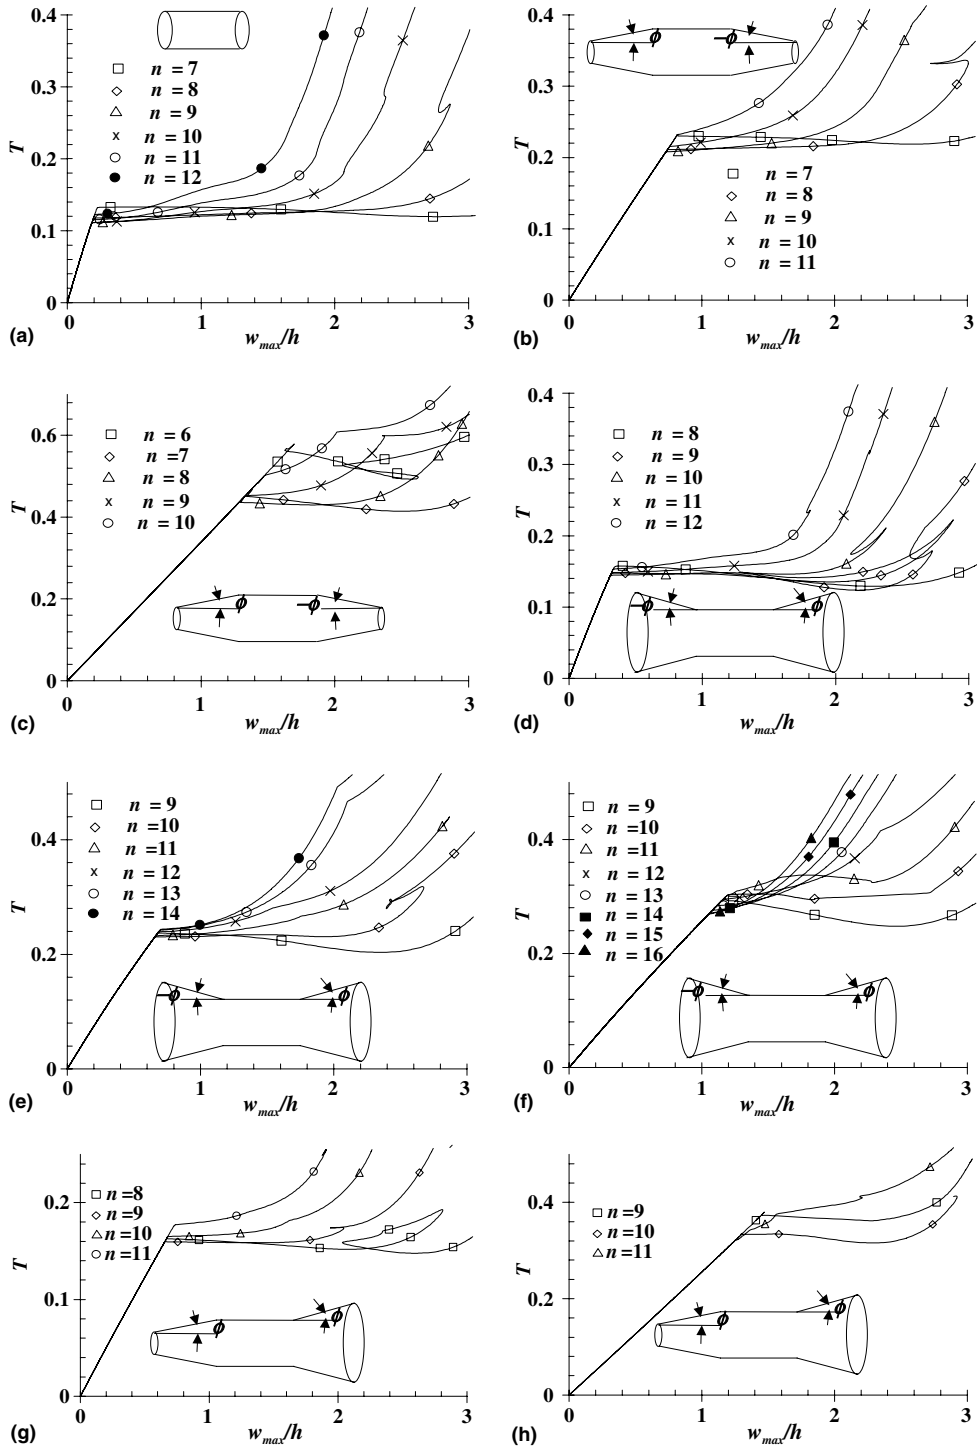 0.4
0.3
0.2
0.1
0
T
n = 7
n = 8
n = 9
n = 10
n = 11
n = 12
0 1 2 3
(a) w_max/h
0.4
0.3
0.2
0.1
0
T
ϕ −ϕ
n = 7
n = 8
n = 9
n = 10
n = 11
0 1 2 3
(b) w_max/h
0.6
0.4
0.2
0
T
n = 6
n = 7
n = 8
n = 9
n = 10
ϕ −ϕ
0 1 2 3
(c) w_max/h
0.4
0.3
0.2
0.1
0
T
n = 8
n = 9
n = 10
n = 11
n = 12
−ϕ ϕ
0 1 2 3
(d) w_max/h
0.4
0.2
0
T
n = 9
n =10
n =11
n = 12
n = 13
n = 14
−ϕ ϕ
0 1 2 3
(e) w_max/h
0.4
0.2
0
T
n = 9
n =10
n =11
n = 12
n = 13
n = 14
n = 15
n = 16
−ϕ ϕ
0 1 2 3
(f) w_max/h
0.2
0.1
0
T
n =8
n =9
n =10
n =11
ϕ ϕ
0 1 2 3
(g) w_max/h
0.4
0.2
0
T
n =9
n =10
n =11
ϕ ϕ
0 1 2 3
(h) w_max/h